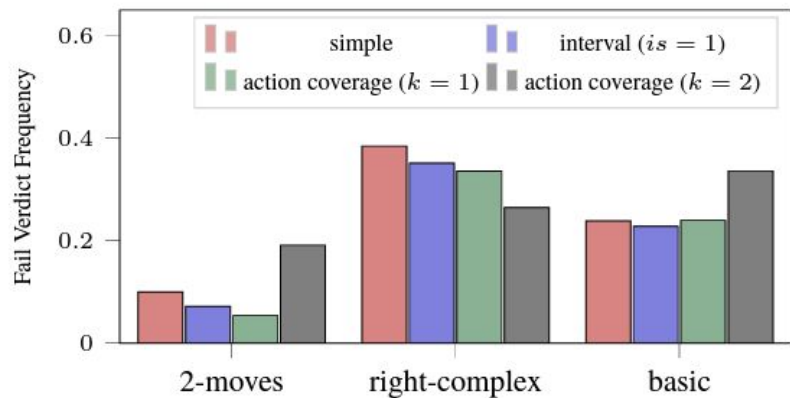 0.6
simple
interval (is = 1)
action coverage (k = 1)
action coverage (k = 2)
0.4
0.2
0
Fail Verdict Frequency
2-moves
right-complex
basic